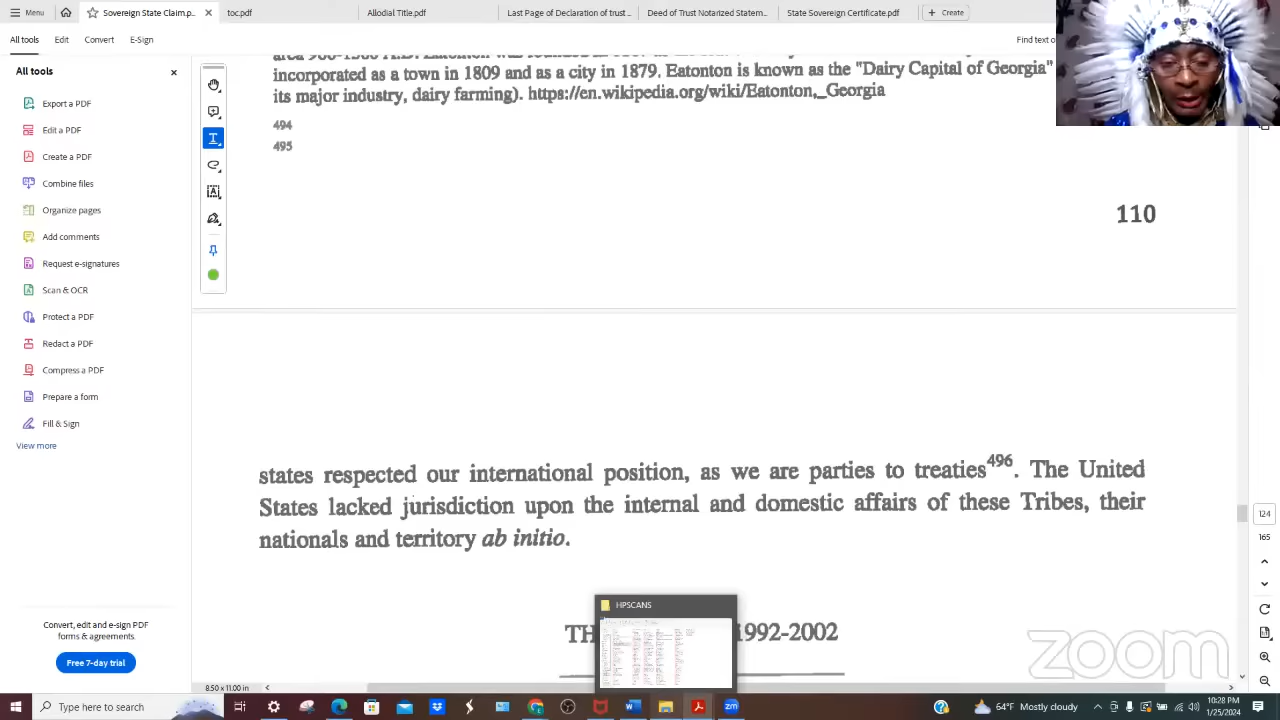 Home
Sovereign State Claim.p...
toc.pdf
Allodial Title.pdf
Last Page of Declaration of trust ...
Deed of Trust Notarized Statem...
State Sovereign Certificate.pdf
Create
All tools
Edit
Convert
E-Sign
Find text o
All tools
Export a PDF
Edit a PDF
Create a PDF
Combine files
Organize pages
Add comments
Request e-signatures
Scan & OCR
Protect a PDF
Redact a PDF
Compress a PDF
Prepare a form
Fill & Sign
View more
Convert, edit and e-sign PDF
forms & agreements.
Free 7-day trial
incorporated as a town in 1809 and as a city in 1879. Eatonton is known as the "Dairy Capital of Georgia"
its major industry, dairy farming). https://en.wikipedia.org/wiki/Eatonton,_Georgia
494
495
110
states respected our international position, as we are parties to treaties496. The United
States lacked jurisdiction upon the internal and domestic affairs of these Tribes, their
nationals and territory ab initio.
TH 1992-2002
HPSCANS
zoom
124
165
8.50 x 11.00 in
Type here to search
64°F Mostly cloudy
10:28 PM
1/25/2024